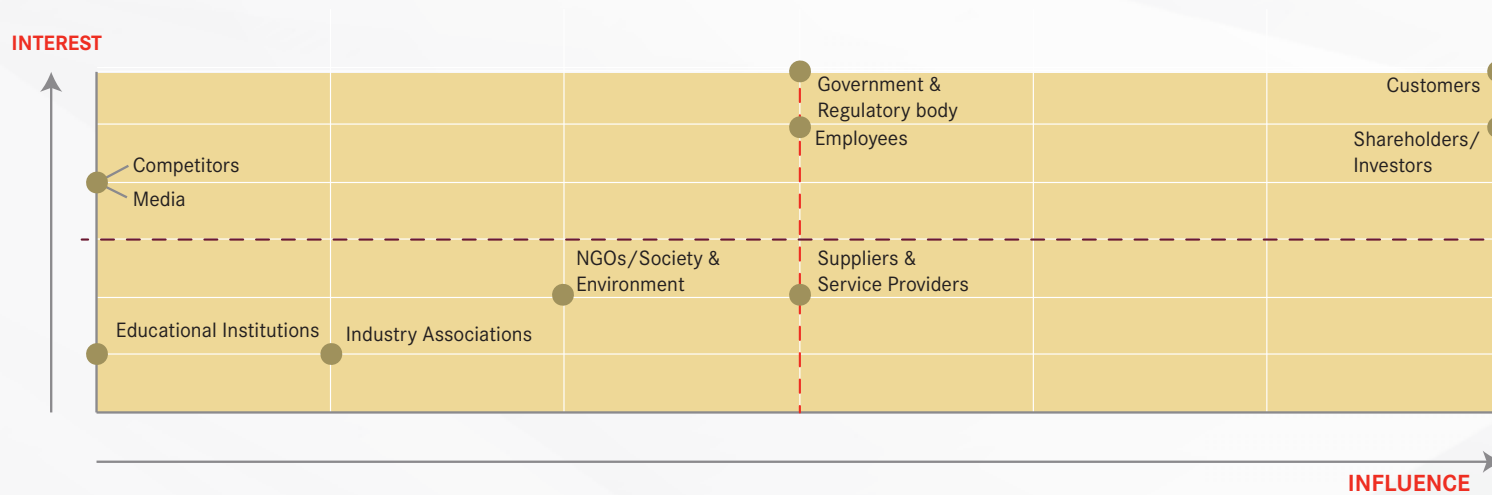 INTEREST
Government &
Regulatory body
Employees
Customers
Shareholders/
Investors
Competitors
Media
NGOs/Society &
Environment
Suppliers &
Service Providers
Educational Institutions
Industry Associations
INFLUENCE